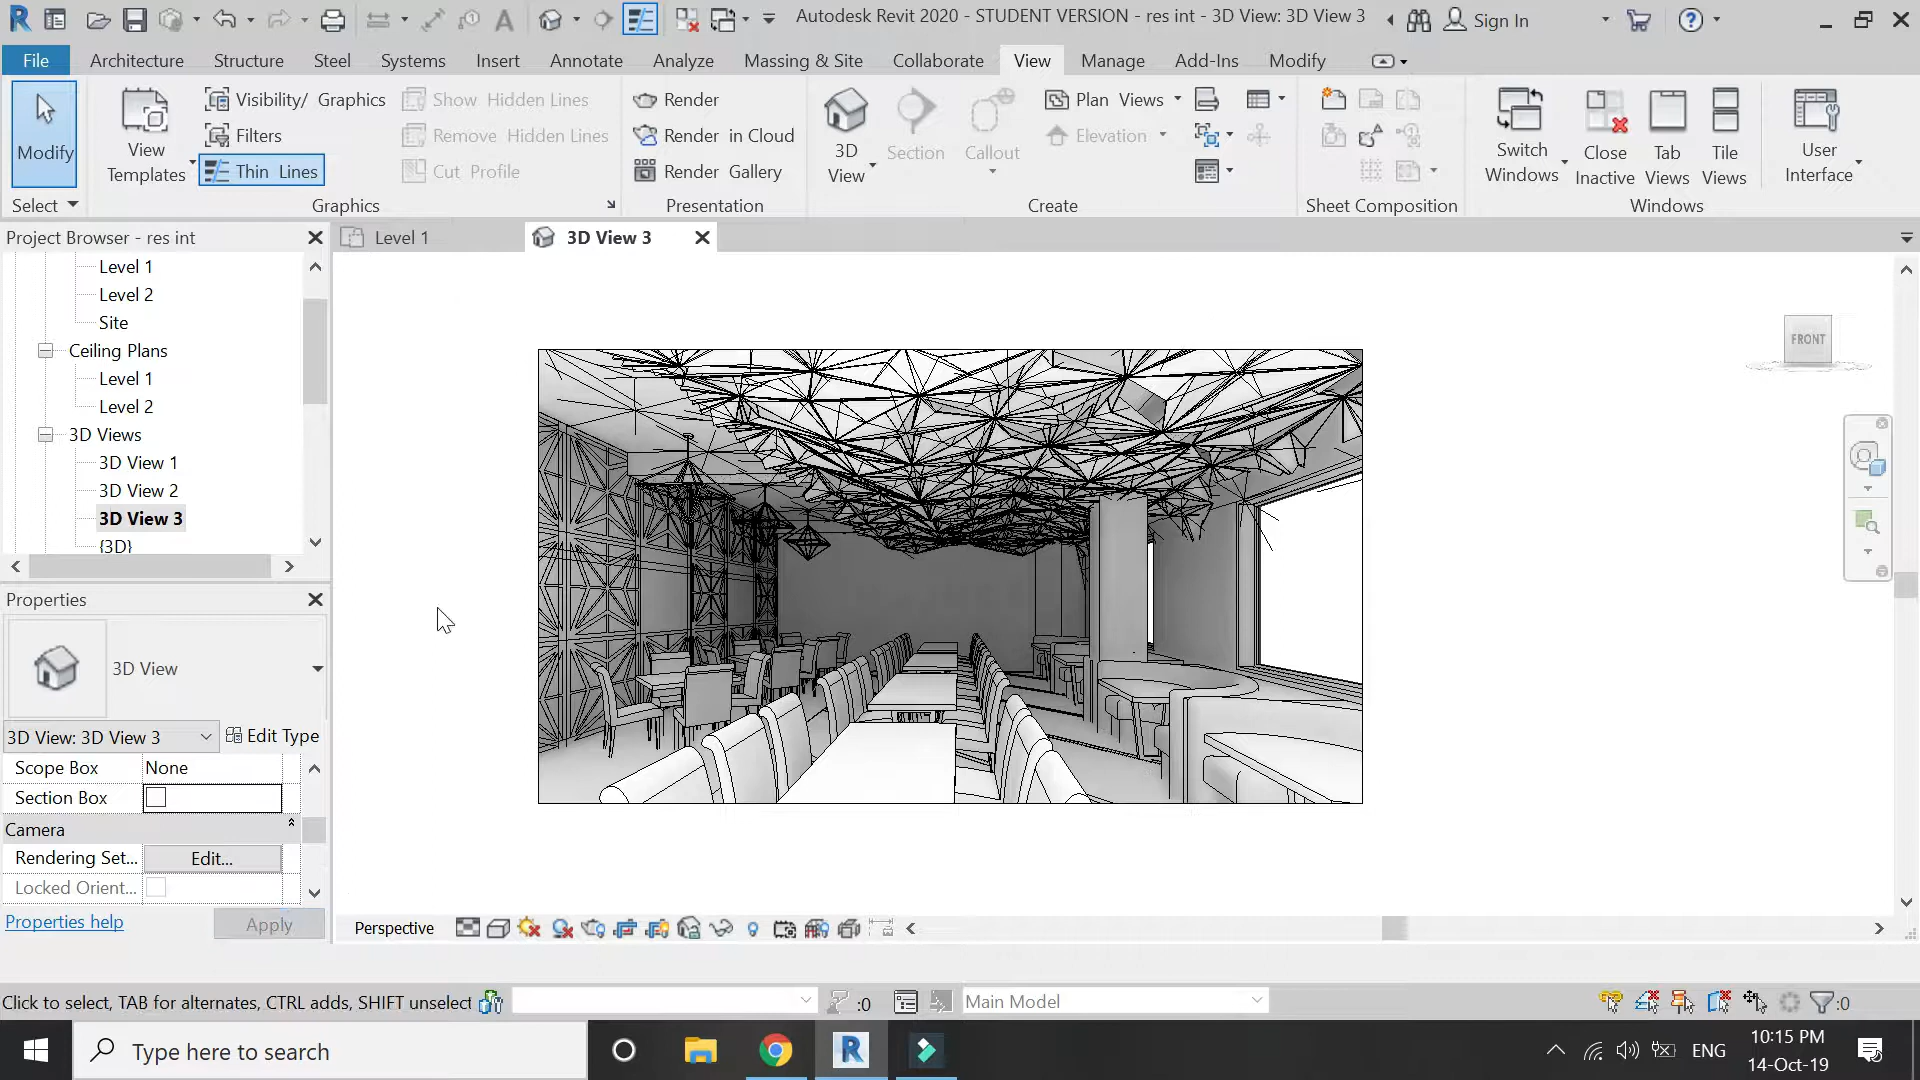 Autodesk Revit 2020 - STUDENT VERSION - res int - 3D View: 3D View 3
Sign In
File Architecture Structure Steel Systems Insert Annotate Analyze Massing & Site Collaborate View Manage Add-Ins Modify
Modify
Select
View Templates
Visibility/ Graphics
Filters
Thin Lines
Show Hidden Lines
Remove Hidden Lines
Cut Profile
Graphics
Render
Render in Cloud
Render Gallery
Presentation
3D View
Section
Callout
Plan Views
Elevation
Create
Sheet Composition
Switch Windows
Close Inactive
Tab Views
Tile Views
Windows
User Interface
Project Browser - res int
Level 1
3D View 3
Level 1
Level 2
Site
Ceiling Plans
Level 1
Level 2
3D Views
3D View 1
3D View 2
3D View 3
{3D}
FRONT
Properties
3D View
3D View: 3D View 3
Edit Type
Scope Box None
Section Box
Camera
Rendering Set... Edit...
Locked Orient...
Properties help
Apply
Perspective
Click to select, TAB for alternates, CTRL adds, SHIFT unselect
:0
Main Model
:0
Type here to search
ENG
10:15 PM
14-Oct-19